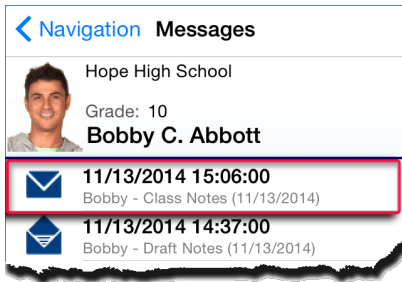 Navigation Messages
Hope High School
Grade: 10
Bobby C. Abbott
11/13/2014 15:06:00
Bobby - Class Notes (11/13/2014)
11/13/2014 14:37:00
Bobby - Draft Notes (11/13/2014)